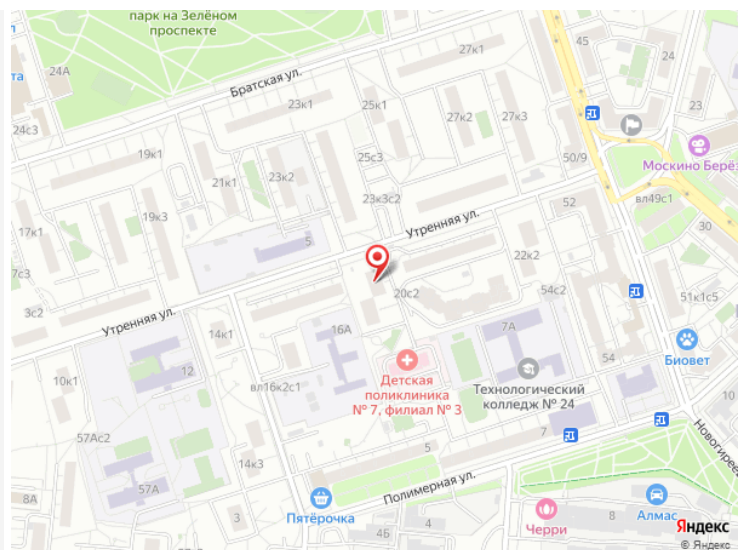 парк на Зелёном
проспекте
24А
24с3
Братская ул.
27к1
45
24
23
23к1
25к1
27к2
27к3
19к1
25с3
50/9
Москино Берёз
21к1
23к2
23к3с2
52
вл49с1
19к3
17к1
5
Утренняя ул.
30
22к2
54с2
20с2
51к1с5
3с2
Утренняя ул.
14к1
16А
7А
54
Биовет
10к1
12
вл16к2с1
Детская
поликлиника
№ 7, филиал № 3
Технологический
колледж № 24
10
57Ас2
14к3
5
7
Новогирее
57А
Полимерная ул.
8А
3
Пятёрочка
4Б
4
Черри
8
Алмас
Яндекс
© Яндекс